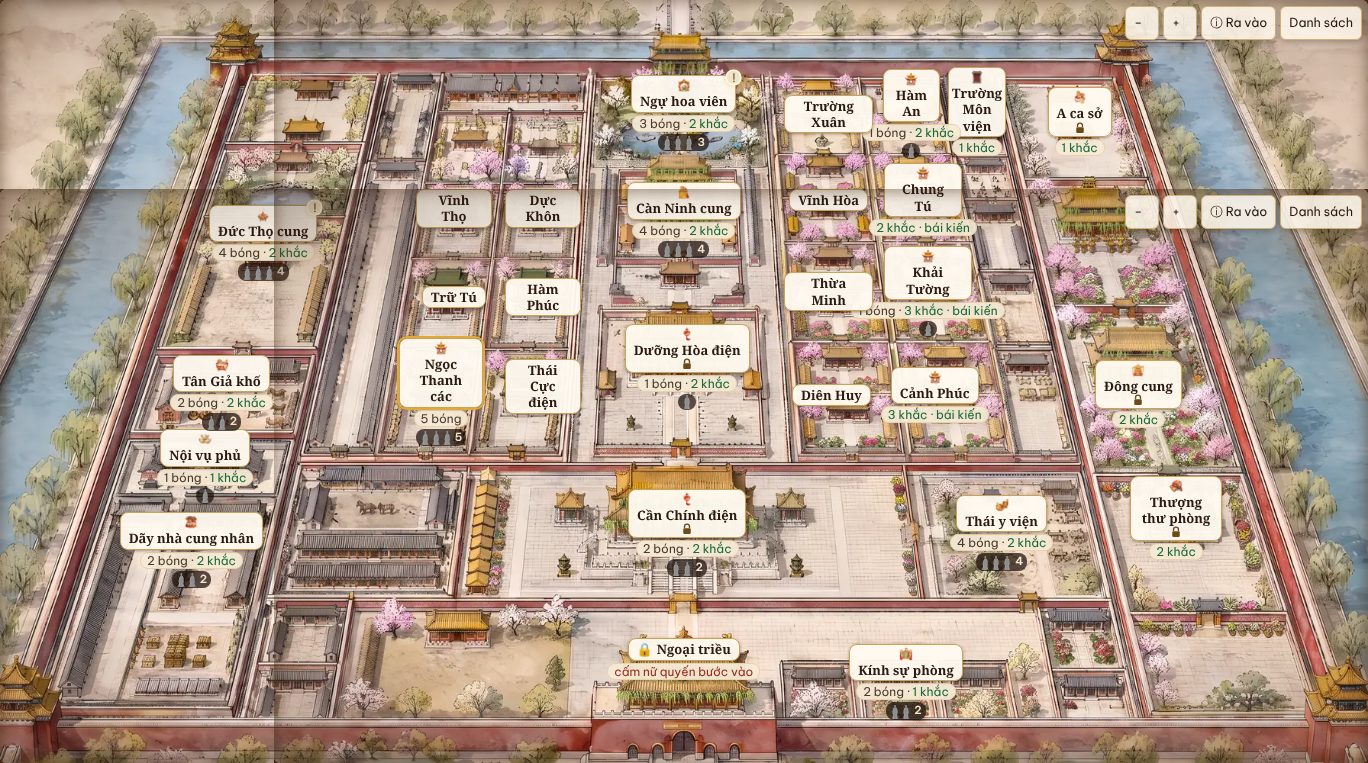 -
+
ⓘ Ra vào
Danh sách
!
Ngự hoa viên
3 bóng · 2 khắc
3
Trường
Xuân
Hàm
An
1 bóng · 2 khắc
Trường
Môn
viện
1 khắc
A ca sở
1 khắc
-
+
ⓘ Ra vào
Danh sách
!
Đức Thọ cung
4 bóng · 2 khắc
4
Vĩnh
Thọ
Dực
Khôn
Càn Ninh cung
4 bóng · 2 khắc
4
Vĩnh Hòa
Chung
Tú
2 khắc · bái kiến
Trữ Tú
Hàm
Phúc
Thừa
Minh
Khải
Tường
bóng · 3 khắc · bái kiến
Tân Giả khố
2 bóng · 2 khắc
2
Ngọc
Thanh
các
5 bóng
5
Thái
Cực
điện
Dưỡng Hòa điện
1 bóng · 2 khắc
Diên Huy
Cảnh Phúc
3 khắc · bái kiến
Đông cung
2 khắc
Nội vụ phủ
1 bóng · 1 khắc
Dãy nhà cung nhân
2 bóng · 2 khắc
2
Cần Chính điện
2 bóng · 2 khắc
2
Thái y viện
4 bóng · 2 khắc
4
Thượng
thư phòng
2 khắc
Ngoại triều
cấm nữ quyến bước vào
Kính sự phòng
2 bóng · 1 khắc
2